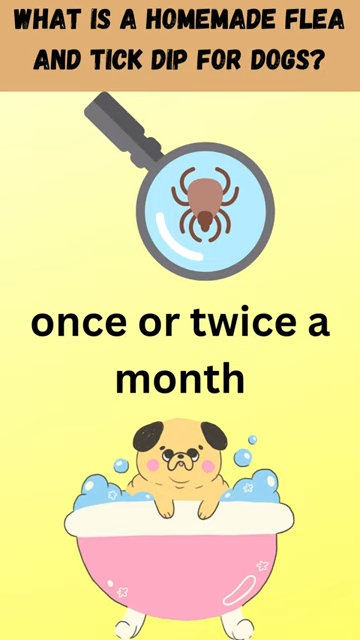 WHAT IS A HOMEMADE FLEA
AND TICK DIP FOR DOGS?
once or twice a
month